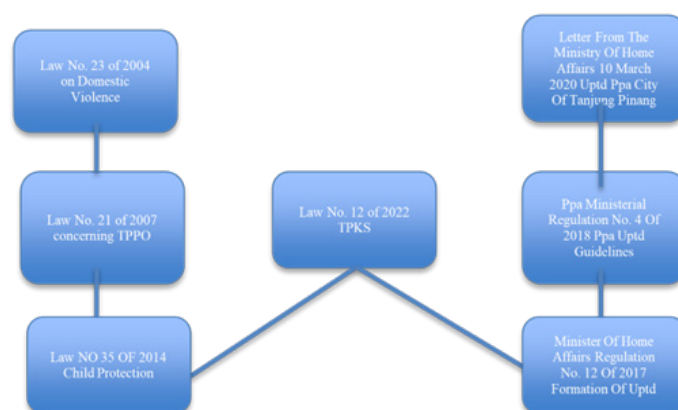 Law No. 23 of 2004
on Domestic
Violence
Letter From The
Ministry Of Home
Affairs 10 March
2020 Uptd Ppa City
Of Tanjung Pinang
Law No. 21 of 2007
concerning TPPO
Law No. 12 of 2022
TPKS
Ppa Ministerial
Regulation No. 4 Of
2018 Ppa Uptd
Guidelines
Law NO 35 OF 2014
Child Protection
Minister Of Home
Affairs Regulation
No. 12 Of 2017
Formation Of Uptd